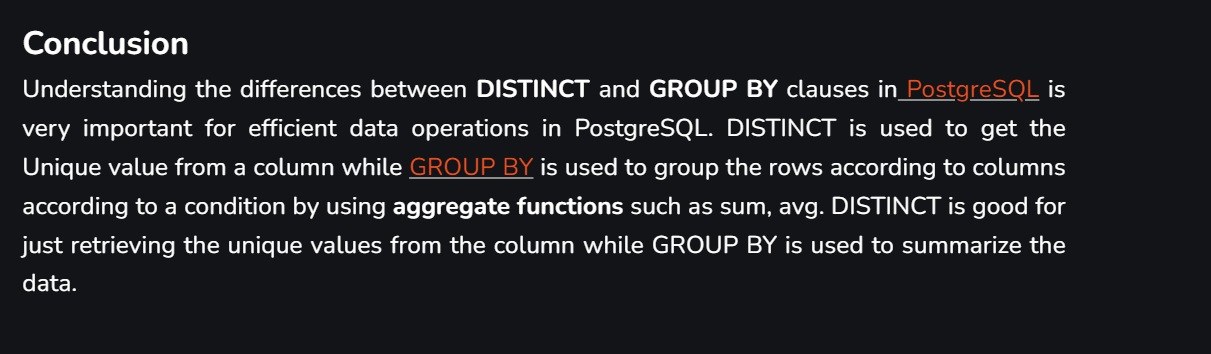 Conclusion
Understanding the differences between DISTINCT and GROUP BY clauses in PostgreSQL is
very important for efficient data operations in PostgreSQL. DISTINCT is used to get the
Unique value from a column while GROUP BY is used to group the rows according to columns
according to a condition by using aggregate functions such as sum, avg. DISTINCT is good for
just retrieving the unique values from the column while GROUP BY is used to summarize the
data.